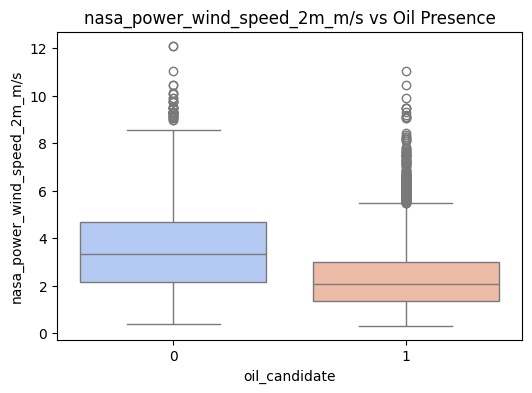 nasa_power_wind_speed_2m_m/s vs Oil Presence
nasa_power_wind_speed_2m_m/s
12
10
8
6
4
2
0
0 1
oil_candidate